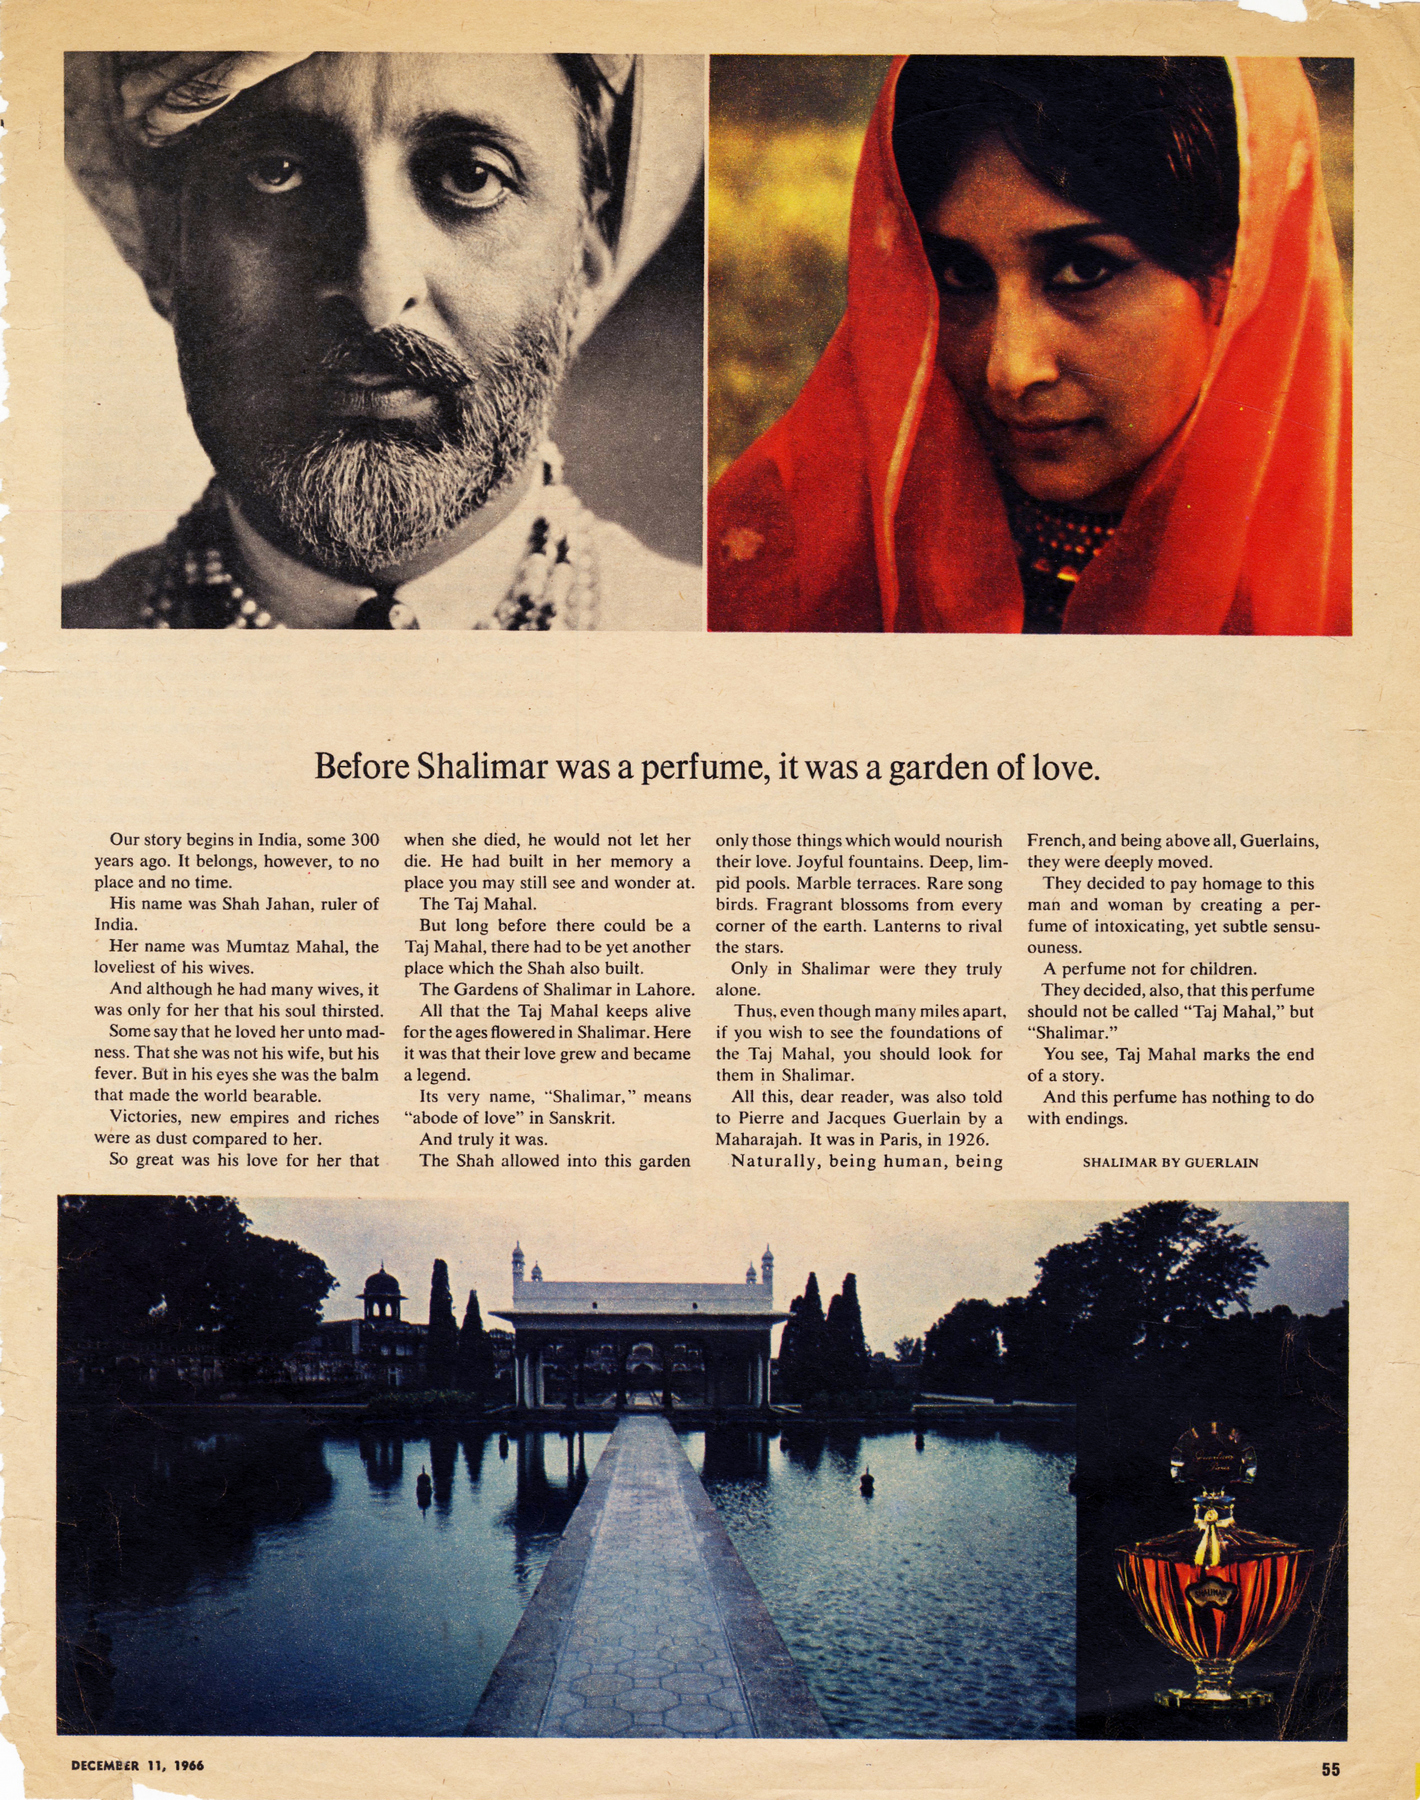 Before Shalimar was a perfume, it was a garden of love.
Our story begins in India, some 300
years ago. It belongs, however, to no
place and no time.
His name was Shah Jahan, ruler of
India.
Her name was Mumtaz Mahal, the
loveliest of his wives.
And although he had many wives, it
was only for her that his soul thirsted.
Some say that he loved her unto mad-
ness. That she was not his wife, but his
fever. But in his eyes she was the balm
that made the world bearable.
Victories, new empires and riches
were as dust compared to her.
So great was his love for her that
when she died, he would not let her
die. He had built in her memory a
place you may still see and wonder at.
The Taj Mahal.
But long before there could be a
Taj Mahal, there had to be yet another
place which the Shah also built.
The Gardens of Shalimar in Lahore.
All that the Taj Mahal keeps alive
for the ages flowered in Shalimar. Here
it was that their love grew and became
a legend.
Its very name, “Shalimar,” means
“abode of love” in Sanskrit.
And truly it was.
The Shah allowed into this garden
only those things which would nourish
their love. Joyful fountains. Deep, lim-
pid pools. Marble terraces. Rare song
birds. Fragrant blossoms from every
corner of the earth. Lanterns to rival
the stars.
Only in Shalimar were they truly
alone.
Thus, even though many miles apart,
if you wish to see the foundations of
the Taj Mahal, you should look for
them in Shalimar.
All this, dear reader, was also told
to Pierre and Jacques Guerlain by a
Maharajah. It was in Paris, in 1926.
Naturally, being human, being
French, and being above all, Guerlains,
they were deeply moved.
They decided to pay homage to this
man and woman by creating a per-
fume of intoxicating, yet subtle sensu-
ouness.
A perfume not for children.
They decided, also, that this perfume
should not be called “Taj Mahal,” but
“Shalimar.”
You see, Taj Mahal marks the end
of a story.
And this perfume has nothing to do
with endings.
SHALIMAR BY GUERLAIN
SHALIMAR
DECEMBER 11, 1966
55